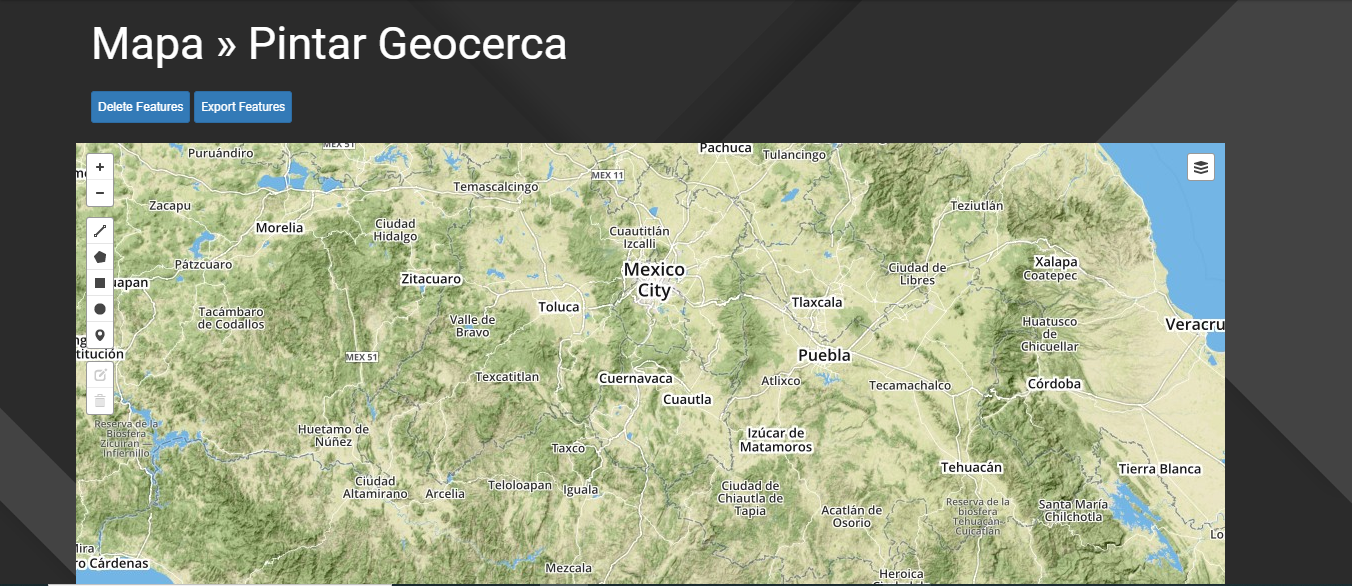 Mapa » Pintar Geocerca
Delete Features
Export Features
+
−
MEX 51
Puruándiro
Pachuca
Tulancingo
MEX 11
Temascalcingo
Zacapu
Teziutlán
Morelia
Ciudad
Hidalgo
Cuautitlán
Izcalli
Pátzcuaro
Mexico
City
Xalapa
Coatepec
Ciudad de
Libres
Zitacuaro
uapan
Toluca
Tlaxcala
Tacámbaro
de Codallos
Valle de
Bravo
Huatusco
de
Chicuellar
Veracru
titución
MEX 51
Puebla
Texcatitlan
Cuernavaca
Atlixco
Tecamachalco
Córdoba
Cuautla
Reserva de la
Biosfera
Zicuirán —
Infiernillo
Huetamo de
Núñez
Izúcar de
Matamoros
Taxco
Tehuacán
Tierra Blanca
Ciudad
Altamirano
Arcelia
Teloloapan
Iguala
Ciudad de
Chiautla de
Tapia
Acatlán de
Osorio
Reserva de la
biosfera
Tehuacán-
Cuicatlán
Santa María
Chilchotla
Lo
ro Cárdenas
Mezcala
Heroica